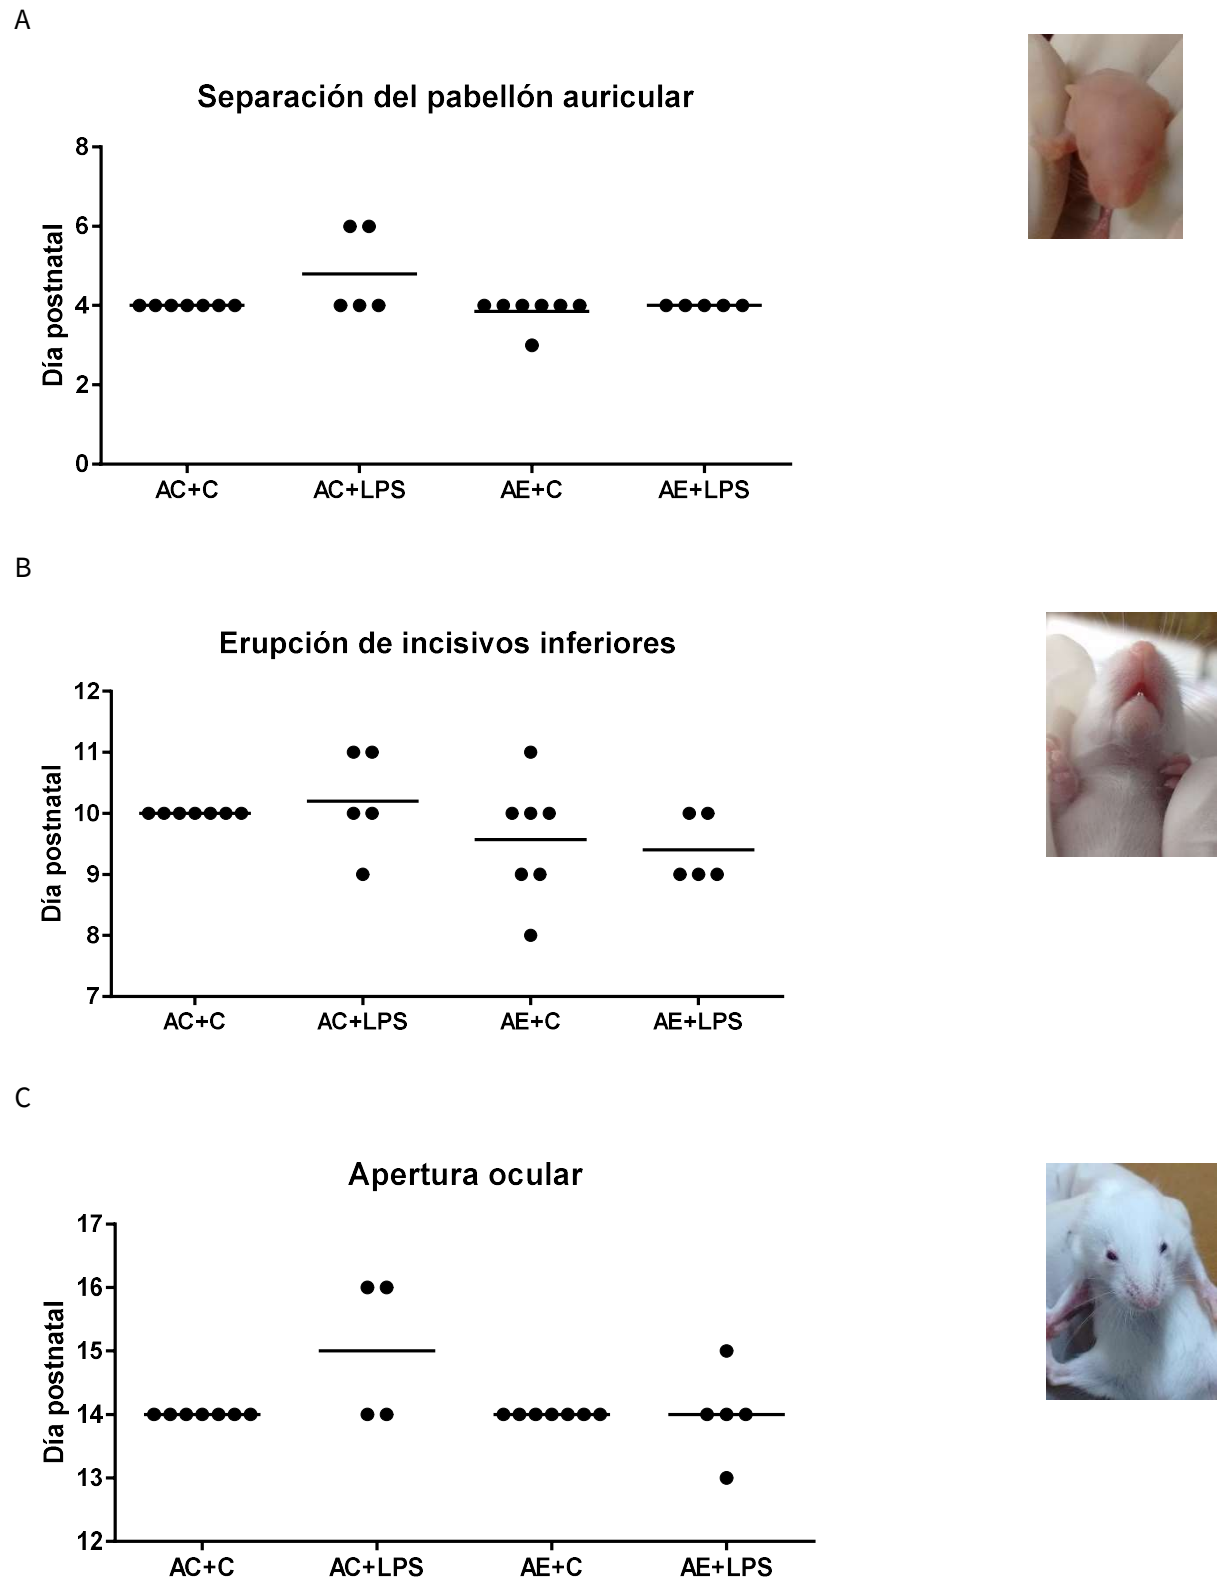 A
Separación del pabellón auricular
8
6
4
2
0
Día postnatal
AC+C AC+LPS AE+C AE+LPS
B
Erupción de incisivos inferiores
12
11
10
9
8
7
Día postnatal
AC+C AC+LPS AE+C AE+LPS
C
Apertura ocular
17
16
15
14
13
12
Día postnatal
AC+C AC+LPS AE+C AE+LPS